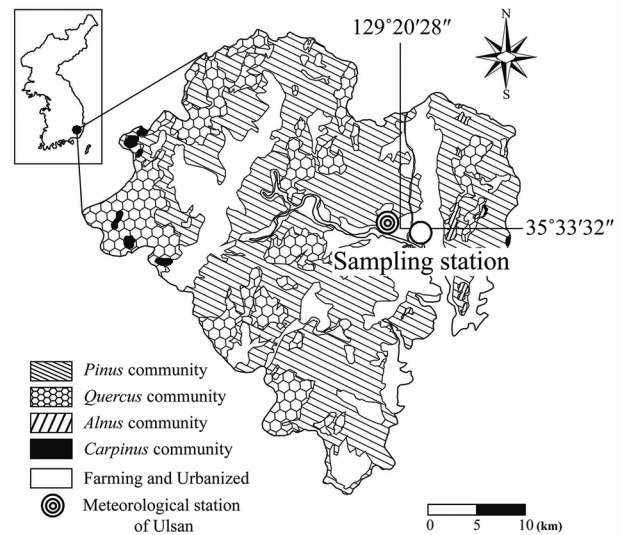 129°20′28″
N
S
35°33′32″
Sampling station
Pinus community
Quercus community
Alnus community
Carpinus community
Farming and Urbanized
Meteorological station
of Ulsan
0 5 10 (km)